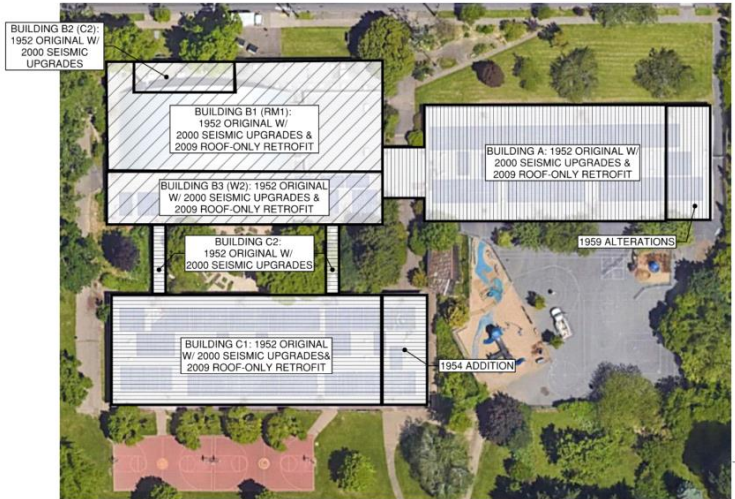 BUILDING B2 (C2):
1952 ORIGINAL W/
2000 SEISMIC
UPGRADES
BUILDING B1 (RM1):
1952 ORIGINAL W/
2000 SEISMIC UPGRADES &
2009 ROOF-ONLY RETROFIT
BUILDING A: 1952 ORIGINAL W/
2000 SEISMIC UPGRADES &
2009 ROOF-ONLY RETROFIT
BUILDING B3 (W2): 1952 ORIGINAL
W/ 2000 SEISMIC UPGRADES &
2009 ROOF-ONLY RETROFIT
1959 ALTERATIONS
BUILDING C2:
1952 ORIGINAL W/
2000 SEISMIC UPGRADES
BUILDING C1: 1952 ORIGINAL
W/ 2000 SEISMIC UPGRADES&
2009 ROOF-ONLY RETROFIT
1954 ADDITION